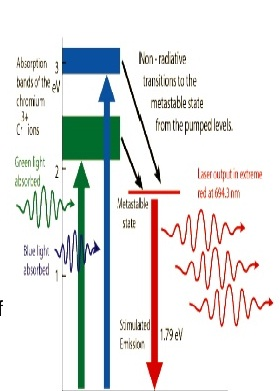 Absorption
bands of the
chromium
3+
Cr ions
3
eV
2
1
Non - radiative
transitions to the
metastable state
from the pumped levels.
Green light
absorbed
Blue light
absorbed
Metastable
state
Laser output in extreme
red at 694.3 nm
Stimulated
Emission
1.79 eV
f